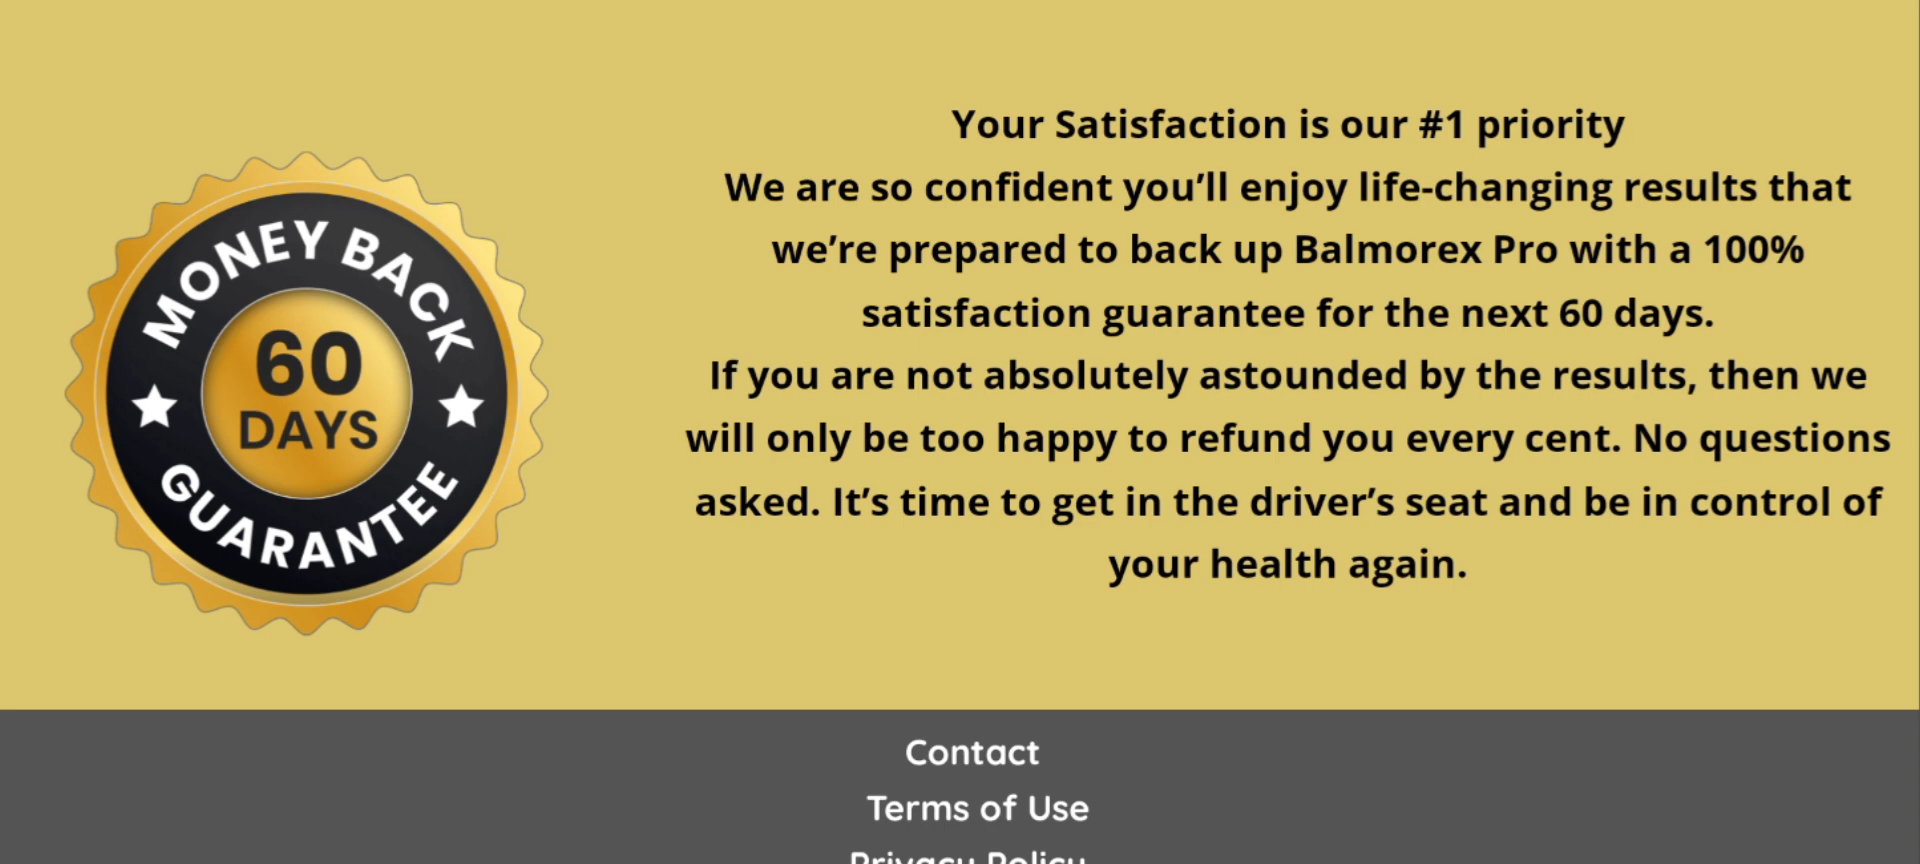 MONEY BACK
60
DAYS
GUARANTEE
Your Satisfaction is our #1 priority
We are so confident you’ll enjoy life-changing results that
we’re prepared to back up Balmorex Pro with a 100%
satisfaction guarantee for the next 60 days.
If you are not absolutely astounded by the results, then we
will only be too happy to refund you every cent. No questions
asked. It’s time to get in the driver’s seat and be in control of
your health again.
Contact
Terms of Use
Privacy Policy